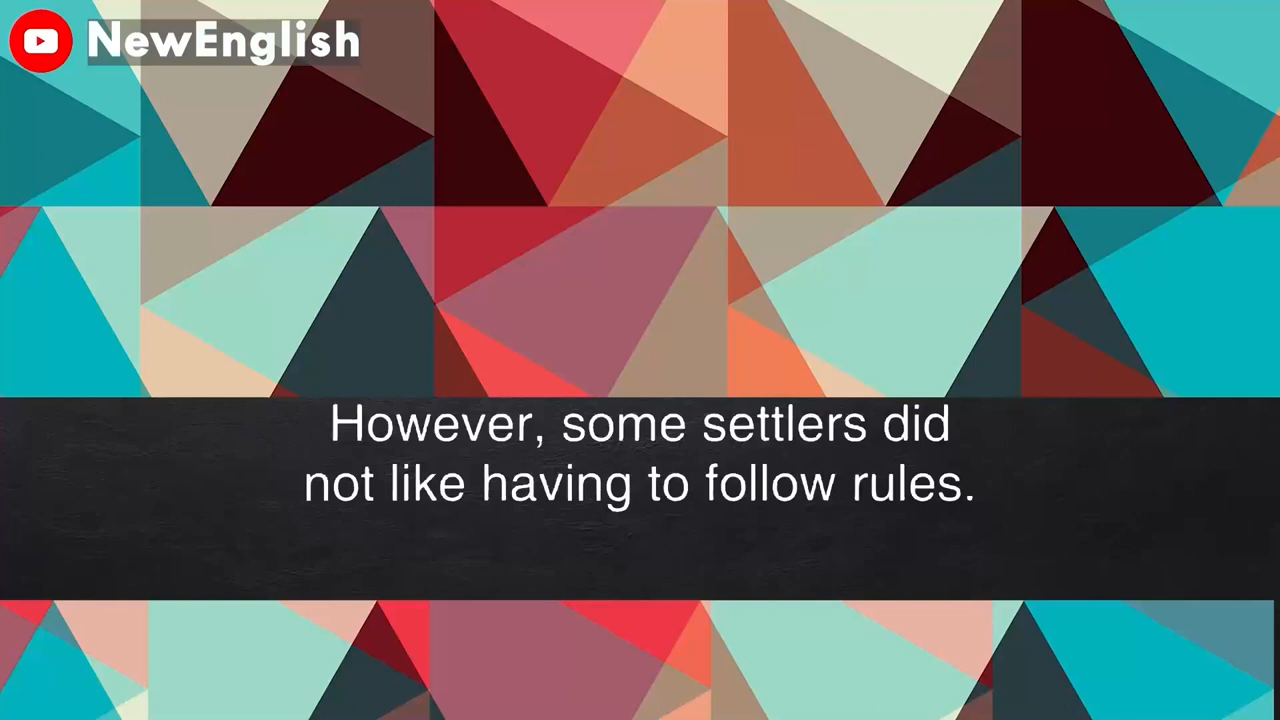 NewEnglish
However, some settlers did
not like having to follow rules.